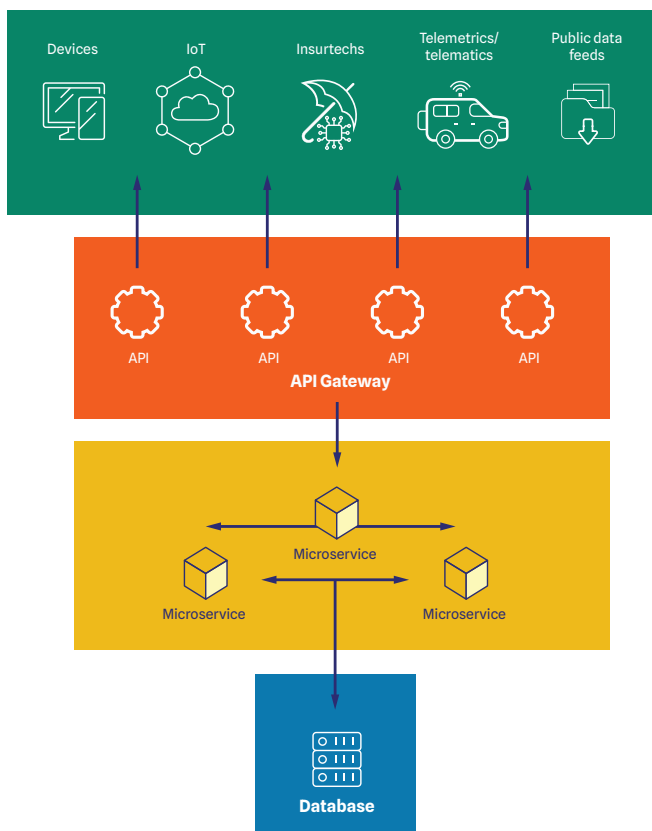 Devices
IoT
Insurtechs
Telemetrics/
telematics
Public data
feeds
API
API
API
API
API Gateway
Microservice
Microservice
Microservice
Database